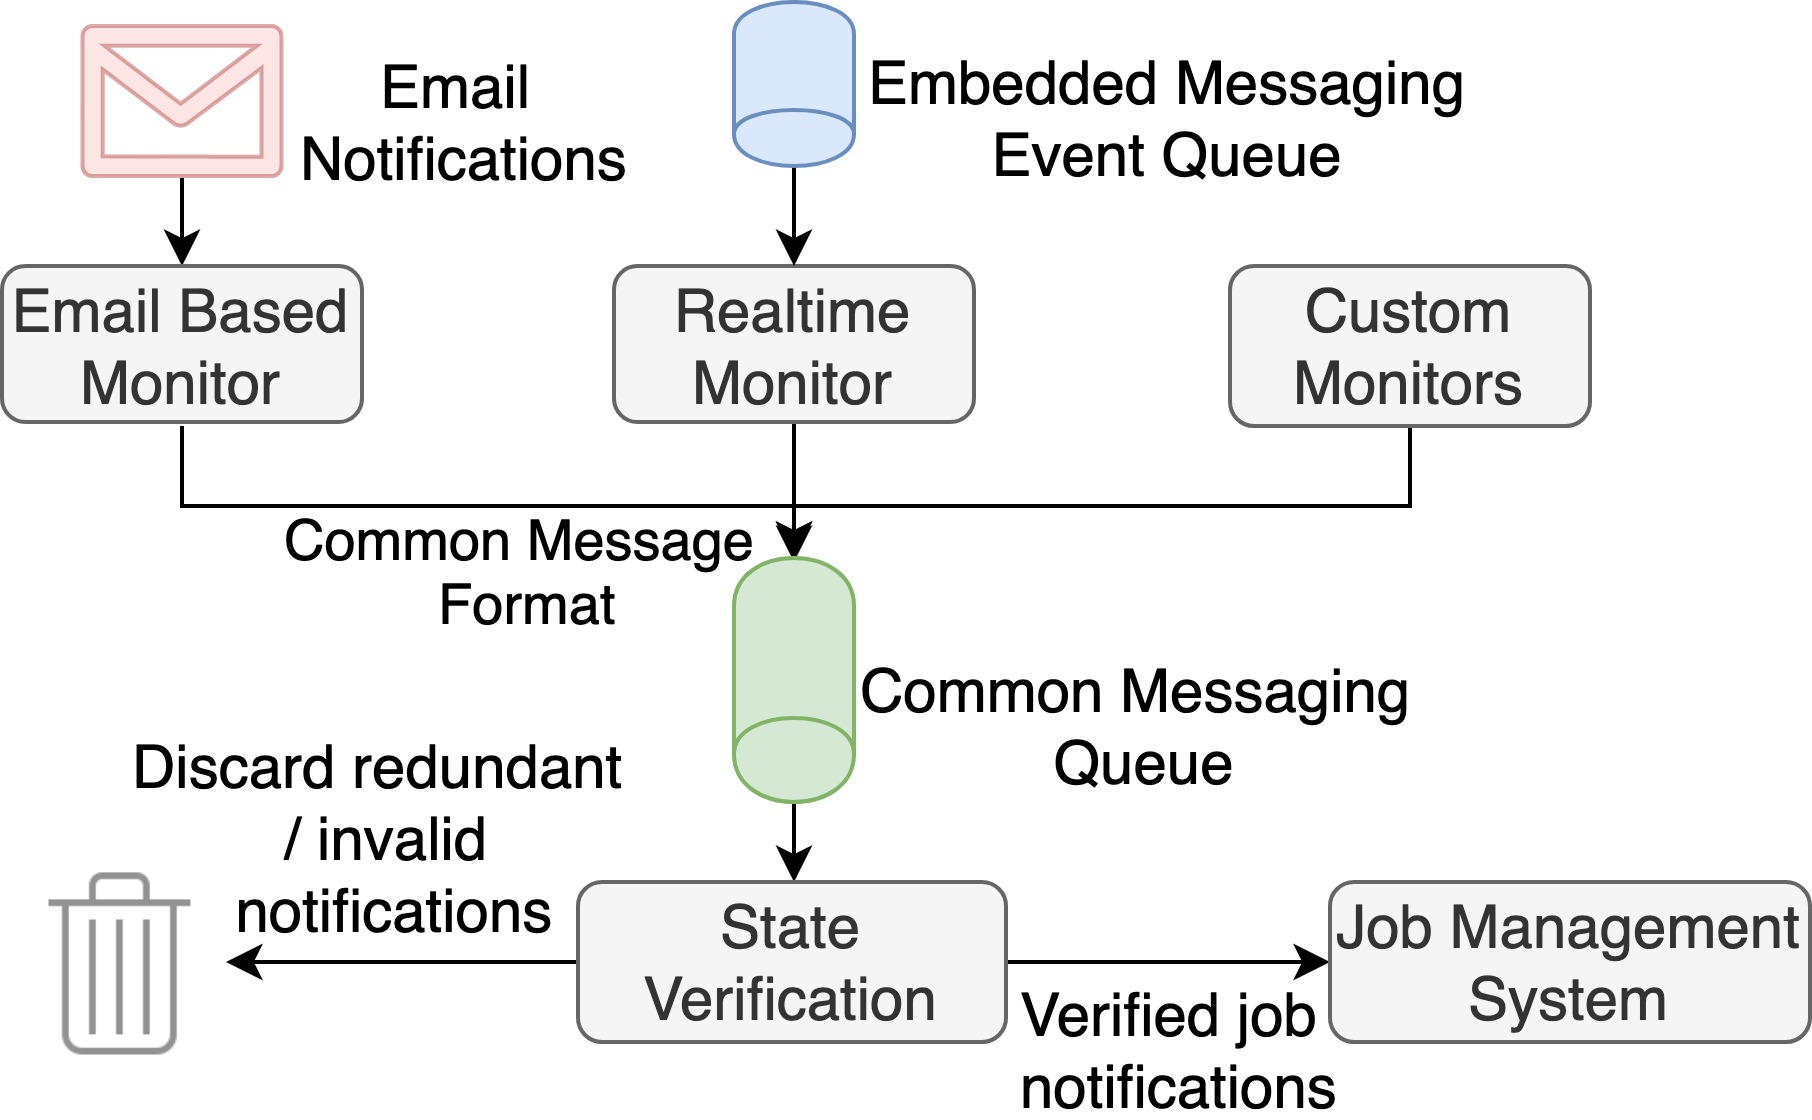 Email
Notifications
Embedded Messaging
Event Queue
Email Based
Monitor
Realtime
Monitor
Custom
Monitors
Common Message
Format
Common Messaging
Queue
Discard redundant
/ invalid
notifications
State
Verification
Verified job
notifications
Job Management
System